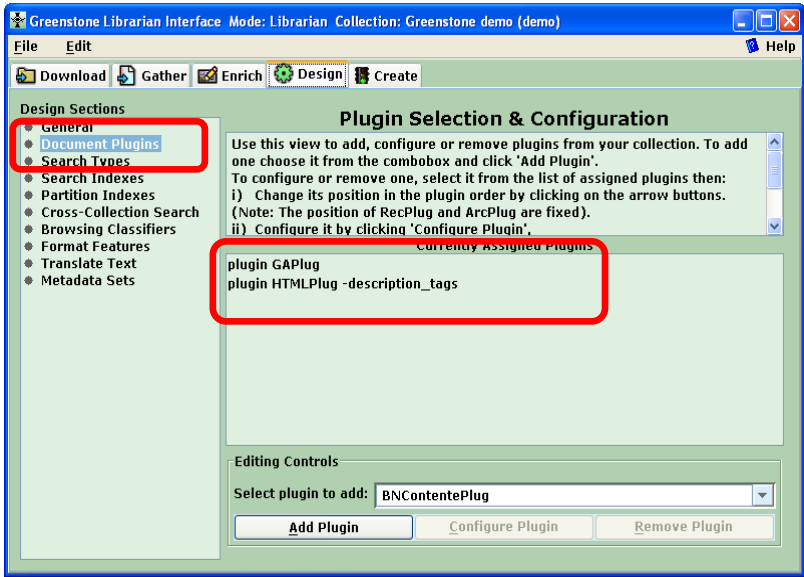 Greenstone Librarian Interface  Mode: Librarian  Collection: Greenstone demo (demo)
File Edit Help
Download Gather Enrich Design Create
Design Sections
General
Document Plugins
Search Types
Search Indexes
Partition Indexes
Cross-Collection Search
Browsing Classifiers
Format Features
Translate Text
Metadata Sets
Plugin Selection & Configuration
Use this view to add, configure or remove plugins from your collection. To add
one choose it from the combobox and click 'Add Plugin'.
To configure or remove one, select it from the list of assigned plugins then:
i)  Change its position in the plugin order by clicking on the arrow buttons.
(Note: The position of RecPlug and ArcPlug are fixed).
ii) Configure it by clicking 'Configure Plugin',
Currently Assigned Plugins
plugin GAPlug
plugin HTMLPlug -description_tags
Editing Controls
Select plugin to add: BNContentePlug
Add Plugin Configure Plugin Remove Plugin